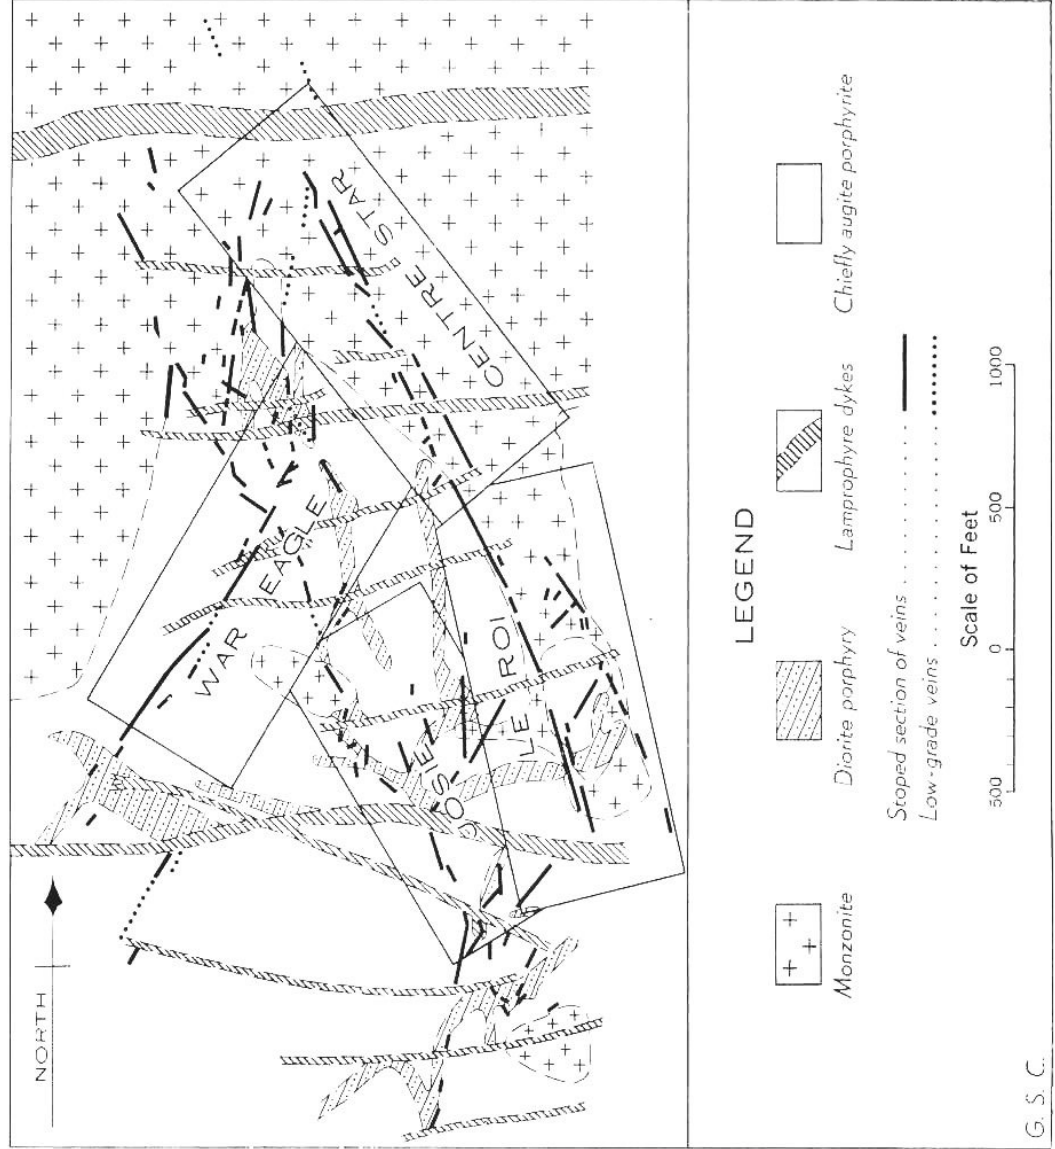 NORTH
WAR EAGLE
CENTRE STAR
JOSIE
LE ROI
LEGEND
Monzonite
Diorite porphyry
Lamprophyre dykes
Chiefly augite porphyrite
Stoped section of veins . . . . . . . . . . .
Low-grade veins . . . . . . . . . . . . . . .
Scale of Feet
500 0 500 1000
G. S. C.